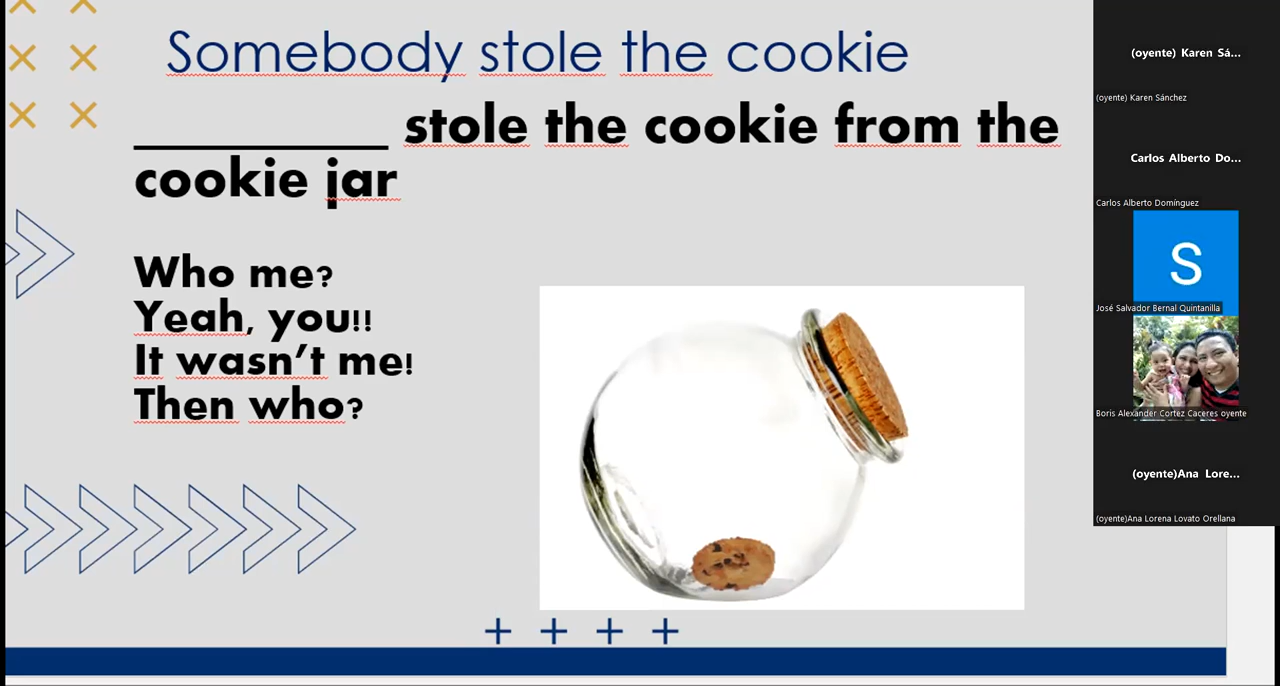 Somebody stole the cookie
__________ stole the cookie from the
cookie jar
Who me?
Yeah, you!!
It wasn't me!
Then who?
(oyente) Karen Sá...
(oyente) Karen Sánchez
Carlos Alberto Do...
Carlos Alberto Domínguez
S
José Salvador Bernal Quintanilla
Boris Alexander Cortez Caceres oyente
(oyente)Ana Lore...
(oyente)Ana Lorena Lovato Orellana